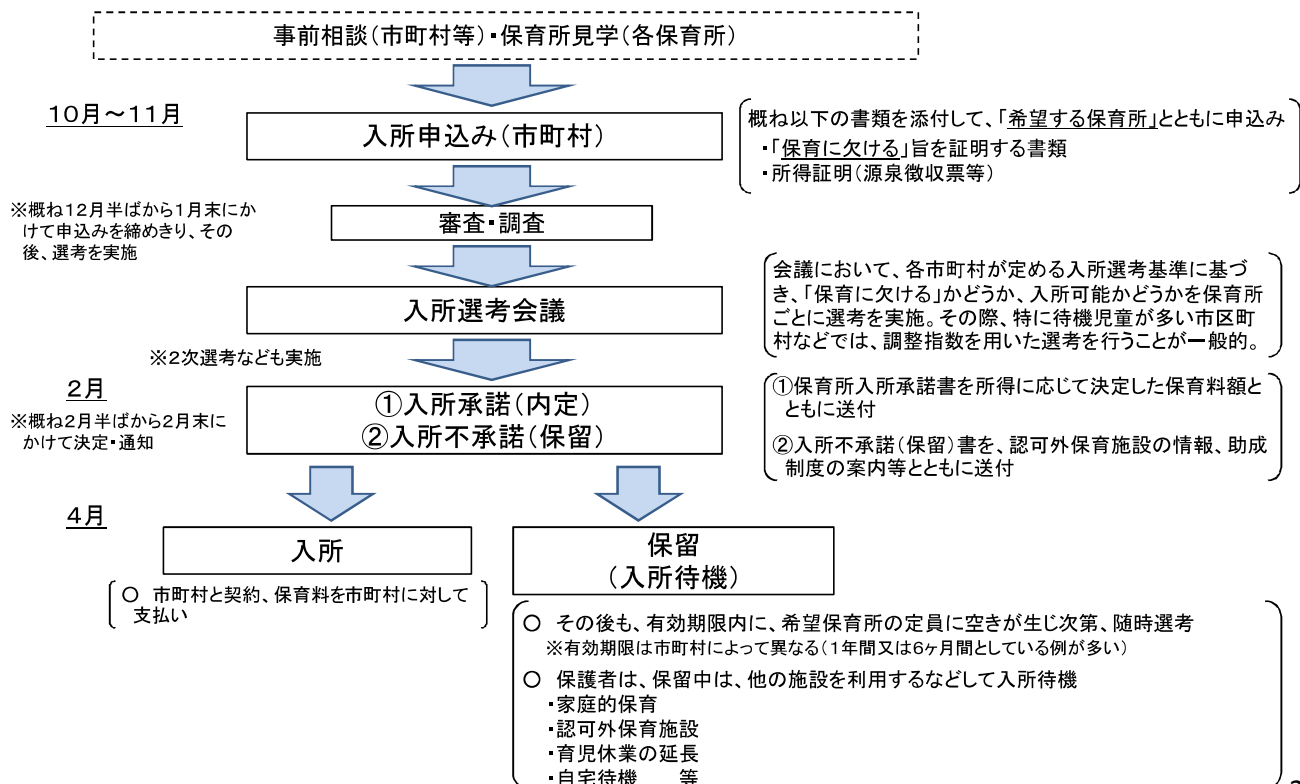 事前相談(市町村等)・保育所見学(各保育所)
10月～11月
入所申込み(市町村)
概ね以下の書類を添付して、「希望する保育所」とともに申込み
・「保育に欠ける」旨を証明する書類
・所得証明(源泉徴収票等)
※概ね12月半ばから1月末にか
けて申込みを締めきり、その
後、選考を実施
審査・調査
入所選考会議
会議において、各市町村が定める入所選考基準に基づ
き、「保育に欠ける」かどうか、入所可能かどうかを保育所
ごとに選考を実施。その際、特に待機児童が多い市区町
村などでは、調整指数を用いた選考を行うことが一般的。
※2次選考なども実施
2月
※概ね2月半ばから2月末に
かけて決定・通知
①入所承諾(内定)
②入所不承諾(保留)
①保育所入所承諾書を所得に応じて決定した保育料額と
ともに送付
②入所不承諾(保留)書を、認可外保育施設の情報、助成
制度の案内等とともに送付
4月
入所
○ 市町村と契約、保育料を市町村に対して
支払い
保留
(入所待機)
○ その後も、有効期限内に、希望保育所の定員に空きが生じ次第、随時選考
※有効期限は市町村によって異なる(1年間又は6ヶ月間としている例が多い)
○ 保護者は、保留中は、他の施設を利用するなどして入所待機
・家庭的保育
・認可外保育施設
・育児休業の延長
・自宅待機 等